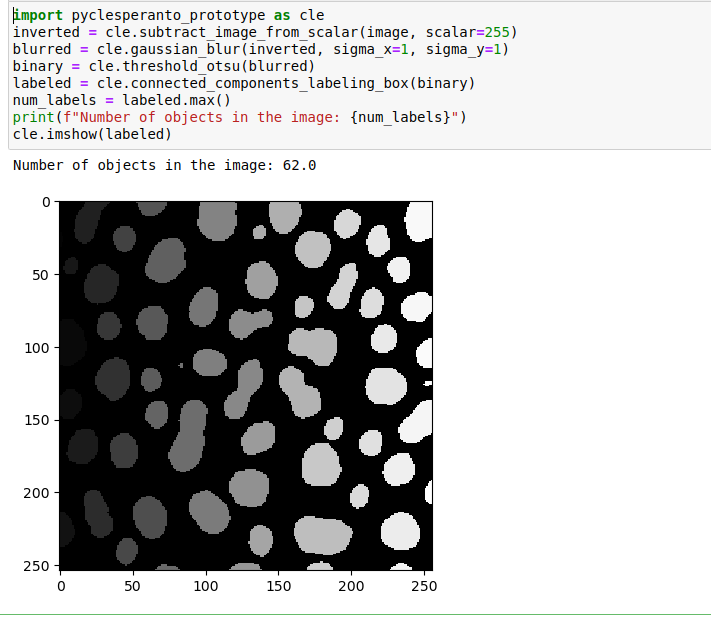 import pyclesperanto_prototype as cle
inverted = cle.subtract_image_from_scalar(image, scalar=255)
blurred = cle.gaussian_blur(inverted, sigma_x=1, sigma_y=1)
binary = cle.threshold_otsu(blurred)
labeled = cle.connected_components_labeling_box(binary)
num_labels = labeled.max()
print(f"Number of objects in the image: {num_labels}")
cle.imshow(labeled)
Number of objects in the image: 62.0
0
50
100
150
200
250
0 50 100 150 200 250